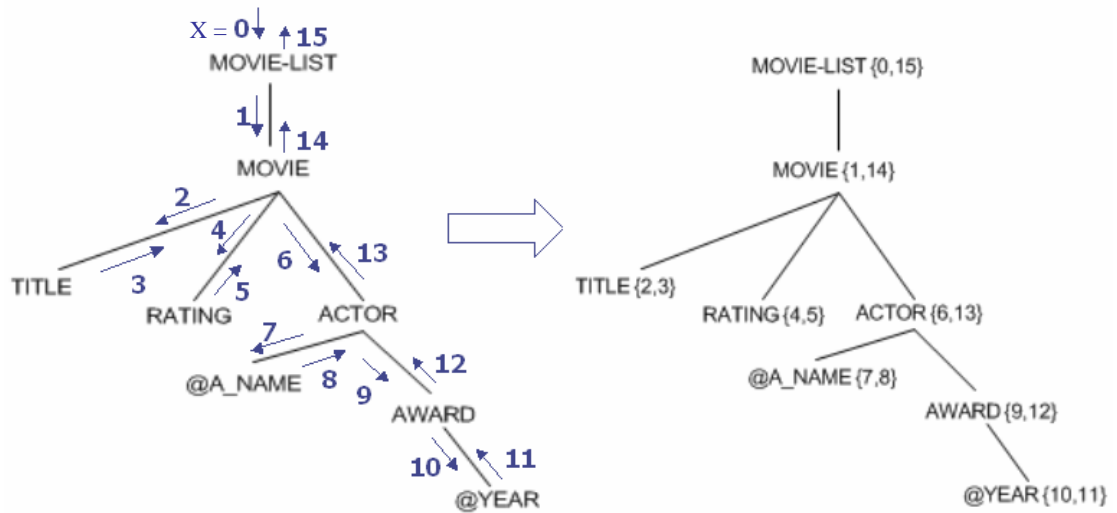 X = 0
15
MOVIE-LIST
1
14
MOVIE
2
4
6
13
3
5
TITLE
RATING
ACTOR
7
8
9
12
@A_NAME
AWARD
10
11
@YEAR
MOVIE-LIST {0,15}
MOVIE {1,14}
TITLE {2,3}
RATING {4,5}
ACTOR {6,13}
@A_NAME {7,8}
AWARD {9,12}
@YEAR {10,11}